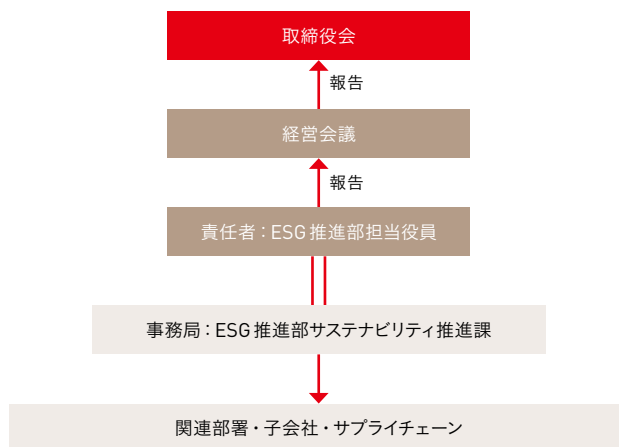 取締役会
報告
経営会議
報告
責任者：ESG推進部担当役員
事務局：ESG推進部サステナビリティ推進課
関連部署・子会社・サプライチェーン